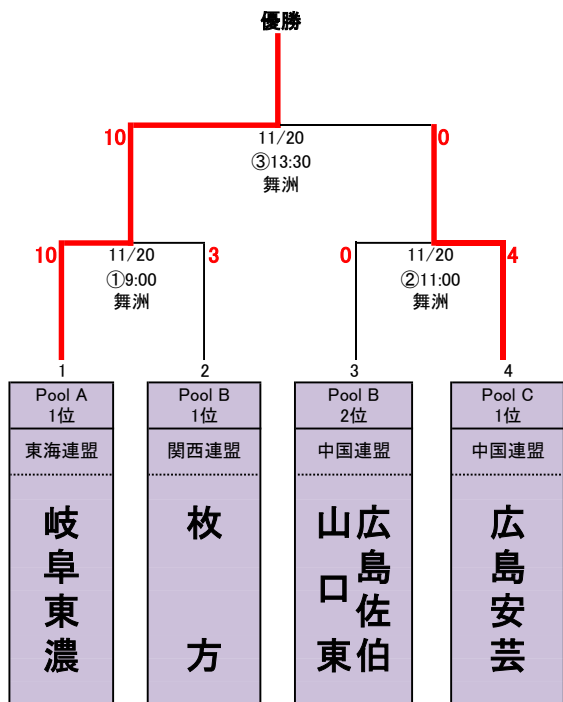 優勝
10
0
11/20
③13:30
舞洲
10
3
0
4
11/20
①9:00
舞洲
11/20
②11:00
舞洲
1
2
3
4
Pool A
1位
東海連盟
岐阜東濃
Pool B
1位
関西連盟
枚方
Pool B
2位
中国連盟
広島佐伯
山口東
Pool C
1位
中国連盟
広島安芸